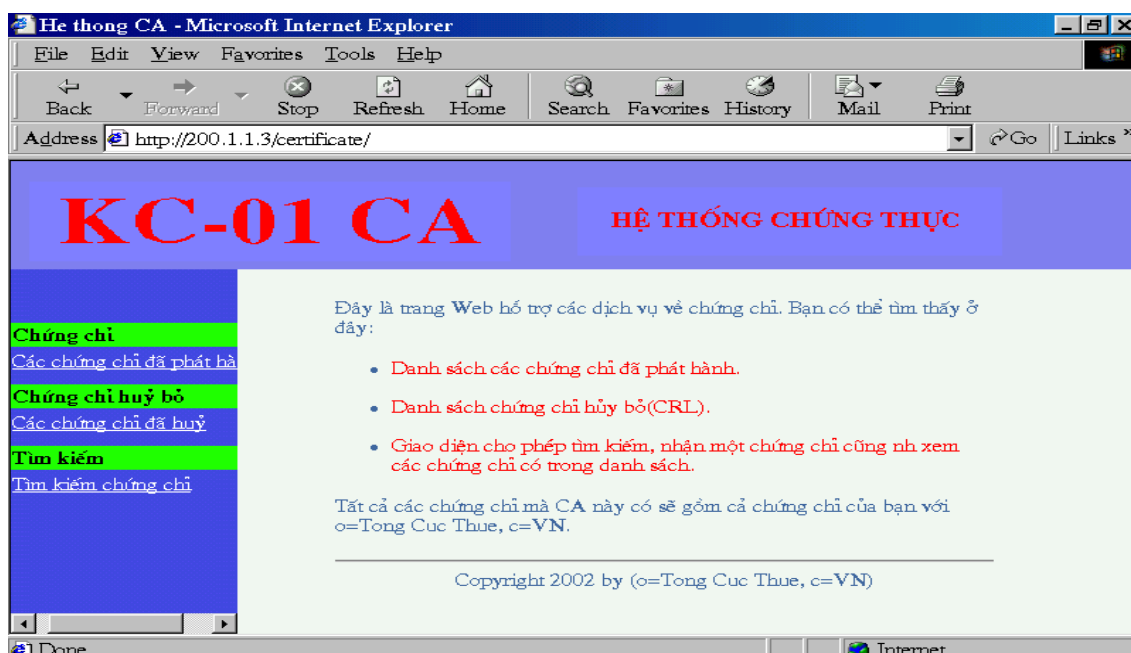 He thong CA - Microsoft Internet Explorer
File Edit View Favorites Tools Help
Back Forward Stop Refresh Home Search Favorites History Mail Print
Address http://200.1.1.3/certificate/ Go Links »
KC-01 CA
HỆ THỐNG CHỨNG THỰC
Chứng chỉ
Các chứng chỉ đã phát hà
Chứng chỉ huỷ bỏ
Các chứng chỉ đã huỷ
Tìm kiếm
Tìm kiếm chứng chỉ
Đây là trang Web hổ trợ các dịch vụ về chứng chỉ. Bạn có thể tìm thấy ở
đây:
• Danh sách các chứng chỉ đã phát hành.
• Danh sách chứng chỉ hủy bỏ(CRL).
• Giao diện cho phép tìm kiếm, nhận một chứng chỉ cũng nh xem
các chứng chỉ có trong danh sách.
Tất cả các chứng chỉ mà CA này có sẽ gồm cả chứng chỉ của bạn với
o=Tong Cuc Thue, c=VN.
Copyright 2002 by (o=Tong Cuc Thue, c=VN)
Done Internet